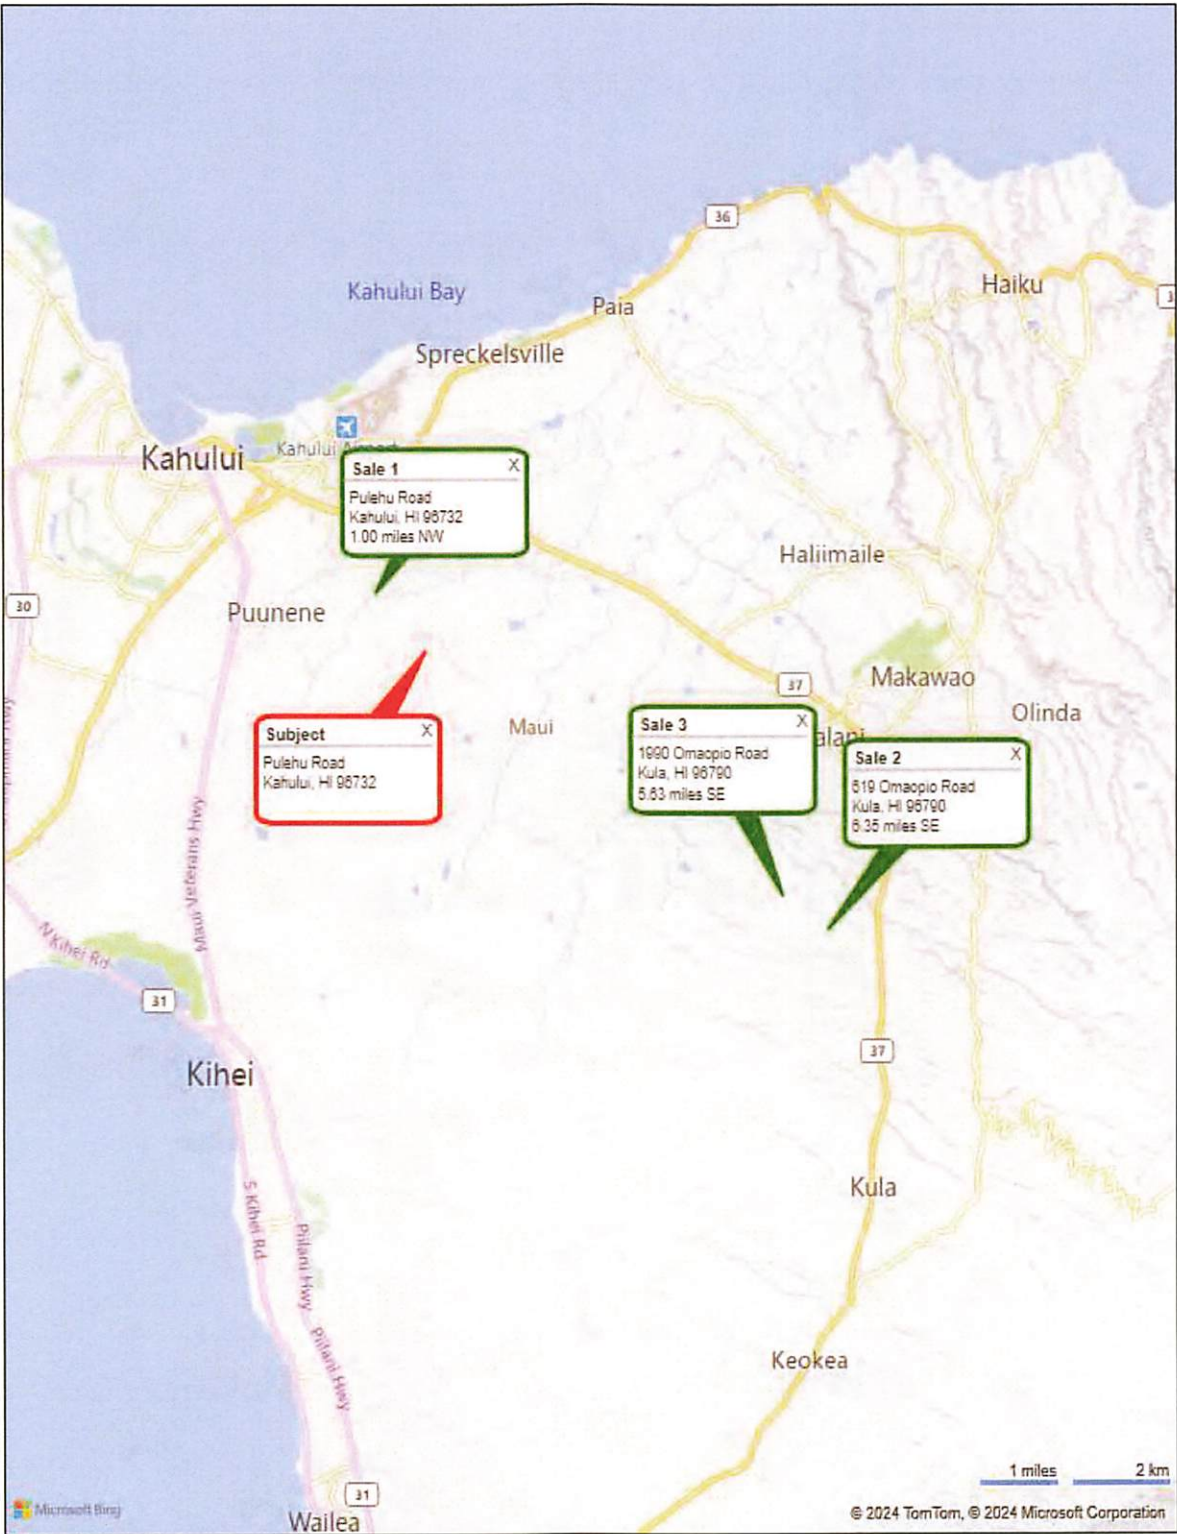 36
Haiku
Kahului Bay
Paia
Spreckelsville
Kahului
Kahului Airport
Sale 1 X
Pulehu Road
Kahului, HI 96732
1.00 miles NW
Haliimaile
30
Puunene
Makawao
37
Olinda
Maui
Subject X
Pulehu Road
Kahului, HI 96732
Sale 3 X
1990 Omaopio Road
Kula, HI 96790
5.63 miles SE
alani
Sale 2 X
619 Omaopio Road
Kula, HI 96790
6.35 miles SE
Maui Veterans Hwy
N Kihei Rd
31
Kihei
37
S Kihei Rd
Kula
Piilani Hwy
Piilani Hwy
Keokea
1 miles 2 km
31
Microsoft Bing
Wailea
© 2024 TomTom, © 2024 Microsoft Corporation